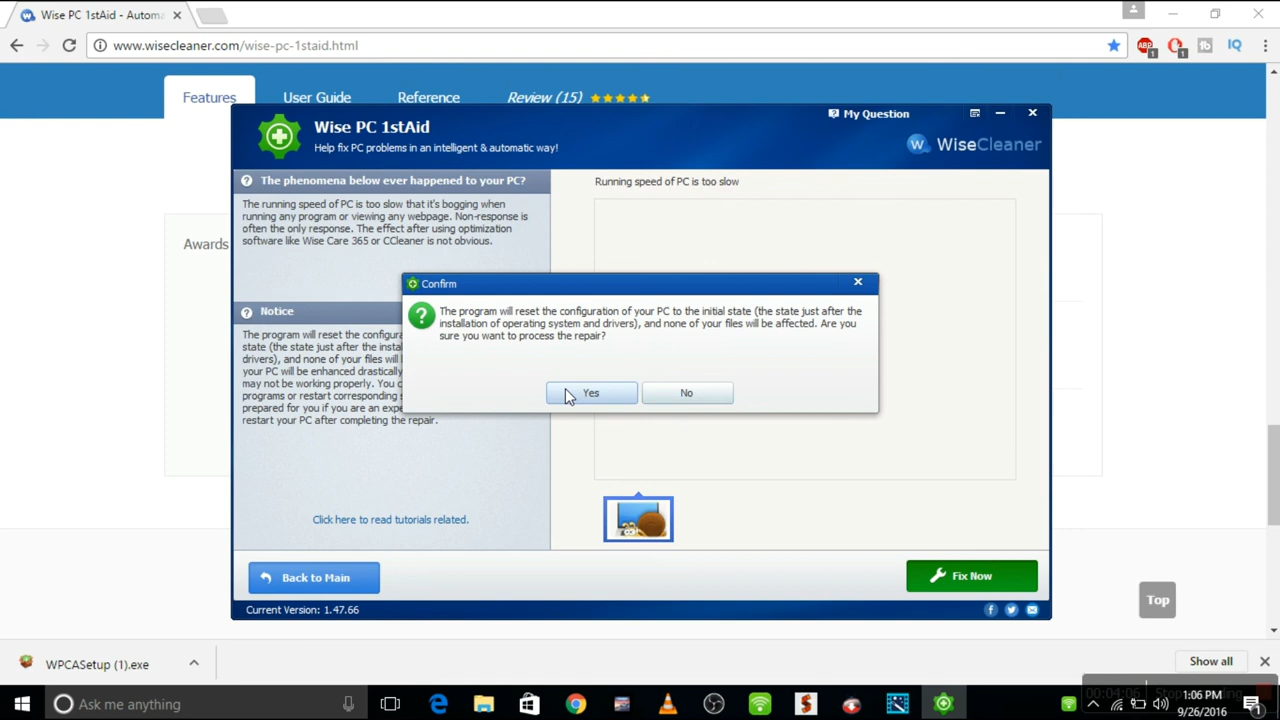 Wise PC 1stAid - Automa
www.wisecleaner.com/wise-pc-1staid.html
ABP
1
1
fb
IQ
Features
User Guide
Reference
Review (15)
Wise PC 1stAid
Help fix PC problems in an intelligent & automatic way!
My Question
WiseCleaner
The phenomena below ever happened to your PC?
The running speed of PC is too slow that it's bogging when
running any program or viewing any webpage. Non-response is
often the only response. The effect after using optimization
software like Wise Care 365 or CCleaner is not obvious.
Running speed of PC is too slow
Awards
Notice
The program will reset the configura
state (the state just after the instal
drivers), and none of your files will
your PC will be enhanced drastically
may not be working properly. You c
programs or restart corresponding s
prepared for you if you are an expe
restart your PC after completing the repair.
Confirm
The program will reset the configuration of your PC to the initial state (the state just after the
installation of operating system and drivers), and none of your files will be affected. Are you
sure you want to process the repair?
Yes
No
Click here to read tutorials related.
Back to Main
Fix Now
Current Version: 1.47.66
Top
WPCASetup (1).exe
Show all
Ask me anything
00:04:06
1:06 PM
9/26/2016
1